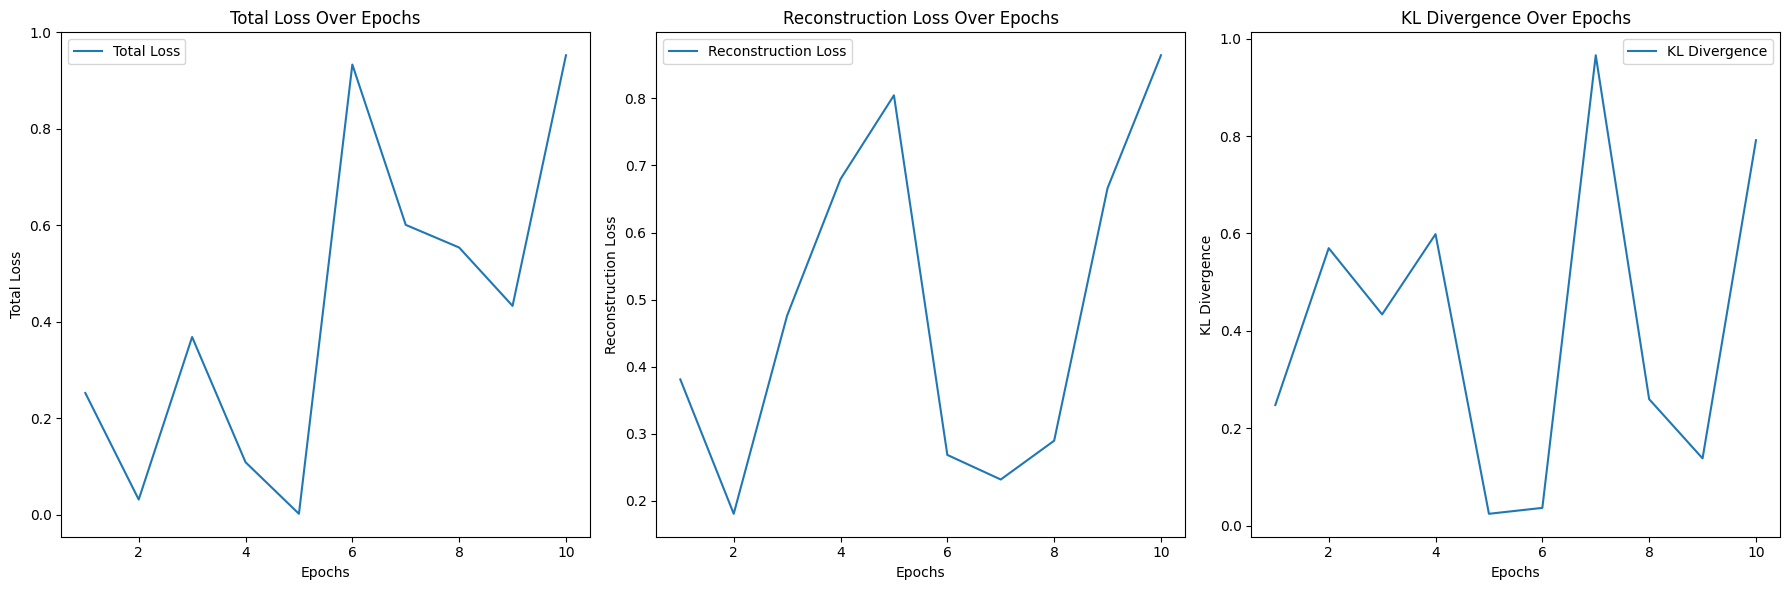 Total Loss Over Epochs
Total Loss
1.0
0.8
0.6
0.4
0.2
0.0
Total Loss
2 4 6 8 10
Epochs
Reconstruction Loss Over Epochs
Reconstruction Loss
0.8
0.7
0.6
0.5
0.4
0.3
0.2
Reconstruction Loss
2 4 6 8 10
Epochs
KL Divergence Over Epochs
KL Divergence
1.0
0.8
0.6
0.4
0.2
0.0
KL Divergence
2 4 6 8 10
Epochs